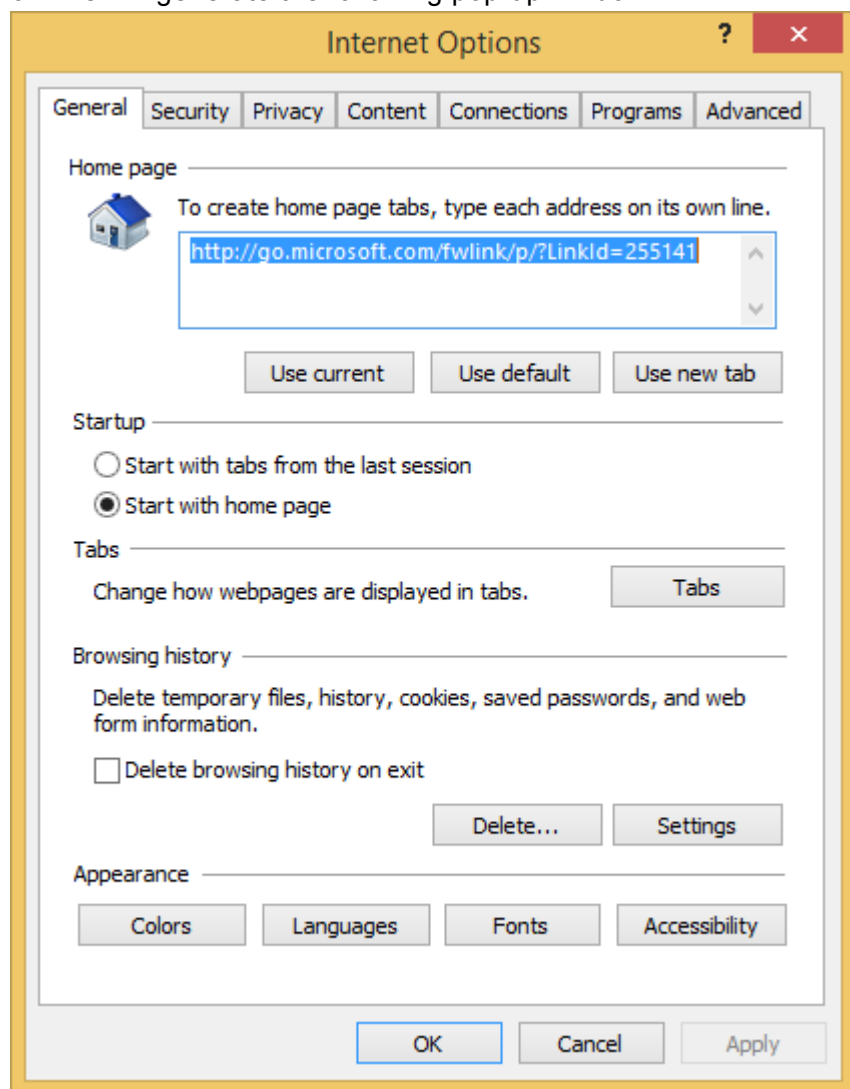 Internet Options ? ×
General Security Privacy Content Connections Programs Advanced
Home page
To create home page tabs, type each address on its own line.
http://go.microsoft.com/fwlink/p/?LinkId=255141
Use current Use default Use new tab
Startup
Start with tabs from the last session
Start with home page
Tabs
Change how webpages are displayed in tabs. Tabs
Browsing history
Delete temporary files, history, cookies, saved passwords, and web
form information.
Delete browsing history on exit
Delete... Settings
Appearance
Colors Languages Fonts Accessibility
OK Cancel Apply